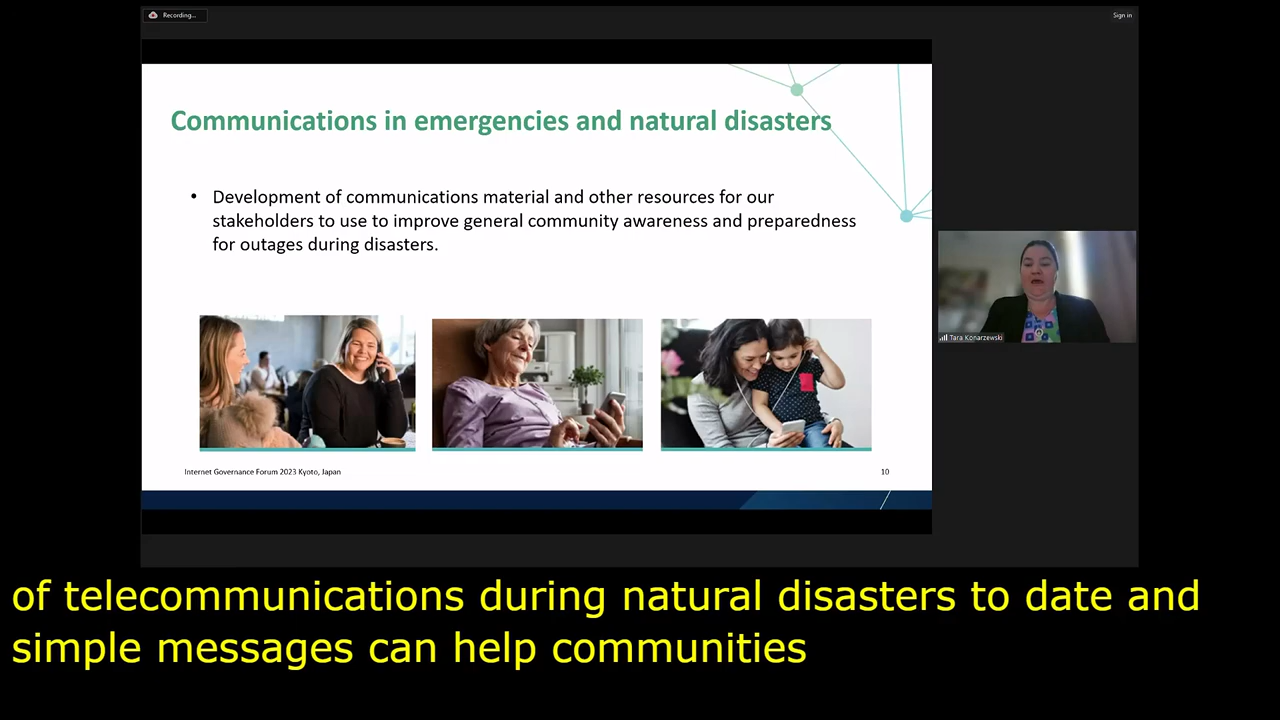 Recording...
Sign in
Communications in emergencies and natural disasters
• Development of communications material and other resources for our
stakeholders to use to improve general community awareness and preparedness
for outages during disasters.
Tara Konarzewski
Internet Governance Forum 2023 Kyoto, Japan
10
of telecommunications during natural disasters to date and
simple messages can help communities